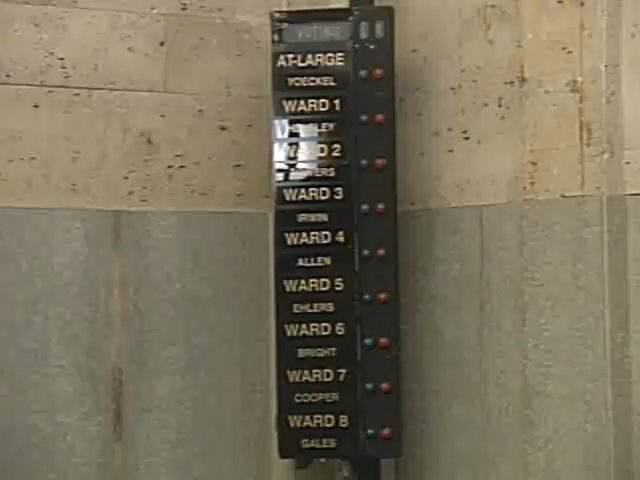 VOTING
AT-LARGE
VOECKEL
WARD 1
WARD 2
WARD 3
IRWIN
WARD 4
ALLEN
WARD 5
EHLERS
WARD 6
BRIGHT
WARD 7
COOPER
WARD 8
GALES